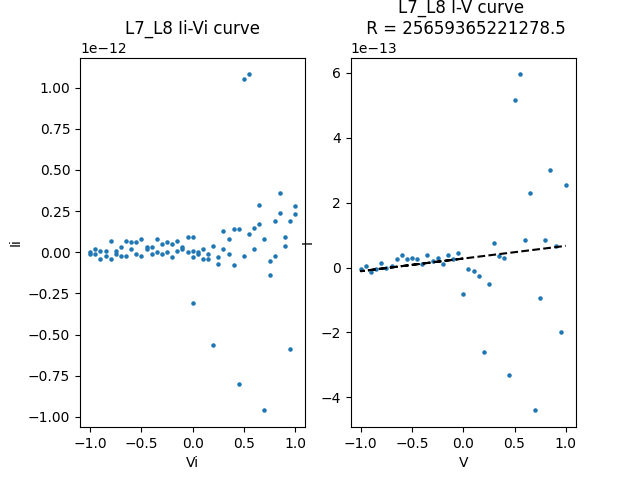 L7_L8 Ii-Vi curve
1e−12
1.00
0.75
0.50
0.25
0.00
−0.25
−0.50
−0.75
−1.00
Ii
−1.0 −0.5 0.0 0.5 1.0
Vi
L7_L8 I-V curve
R = 25659365221278.5
1e−13
6
4
2
0
−2
−4
I
−1.0 −0.5 0.0 0.5 1.0
V